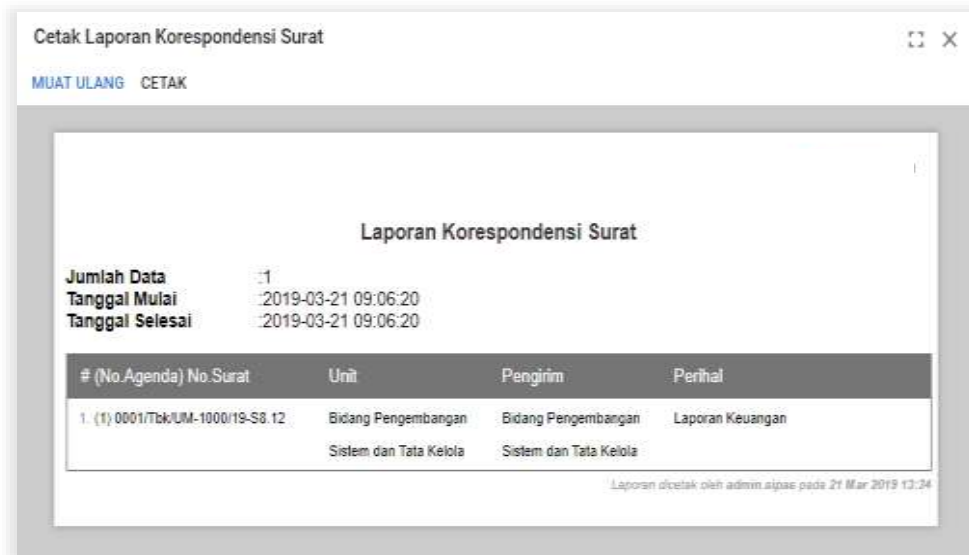 Cetak Laporan Korespondensi Surat
MUAT ULANG CETAK
Laporan Korespondensi Surat
Jumlah Data :1
Tanggal Mulai :2019-03-21 09:06:20
Tanggal Selesai :2019-03-21 09:06:20
# (No.Agenda) No.Surat Unit Pengirim Perihal
1. (1) 0001/Tbk/UM-1000/19-S8.12 Bidang Pengembangan Bidang Pengembangan Laporan Keuangan
Sistem dan Tata Kelola Sistem dan Tata Kelola
Laporan dicetak oleh admin.sipas pada 21 Mar 2019 13:34